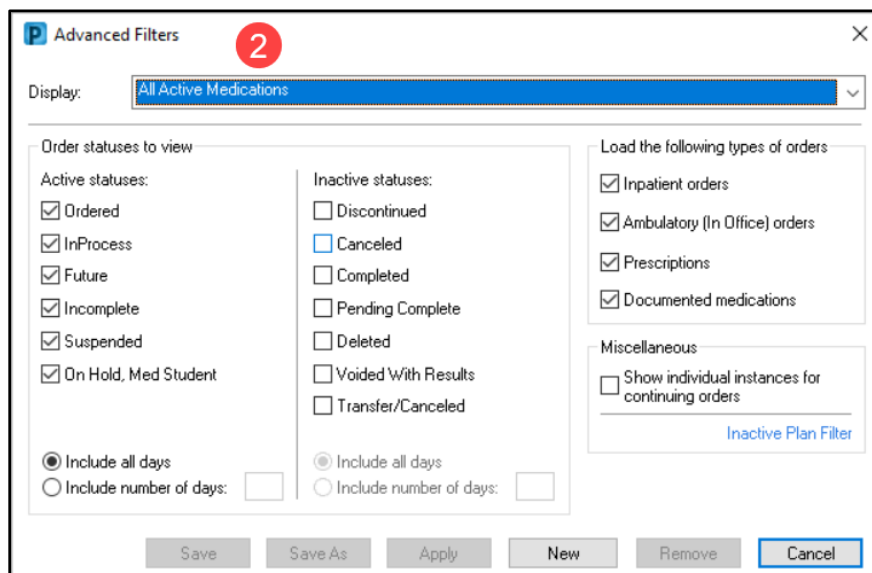 P Advanced Filters
2
Display: All Active Medications
Order statuses to view
Active statuses:
Ordered
InProcess
Future
Incomplete
Suspended
On Hold, Med Student
Include all days
Include number of days:
Inactive statuses:
Discontinued
Canceled
Completed
Pending Complete
Deleted
Voided With Results
Transfer/Canceled
Include all days
Include number of days:
Load the following types of orders
Inpatient orders
Ambulatory (In Office) orders
Prescriptions
Documented medications
Miscellaneous
Show individual instances for
continuing orders
Inactive Plan Filter
Save Save As Apply New Remove Cancel